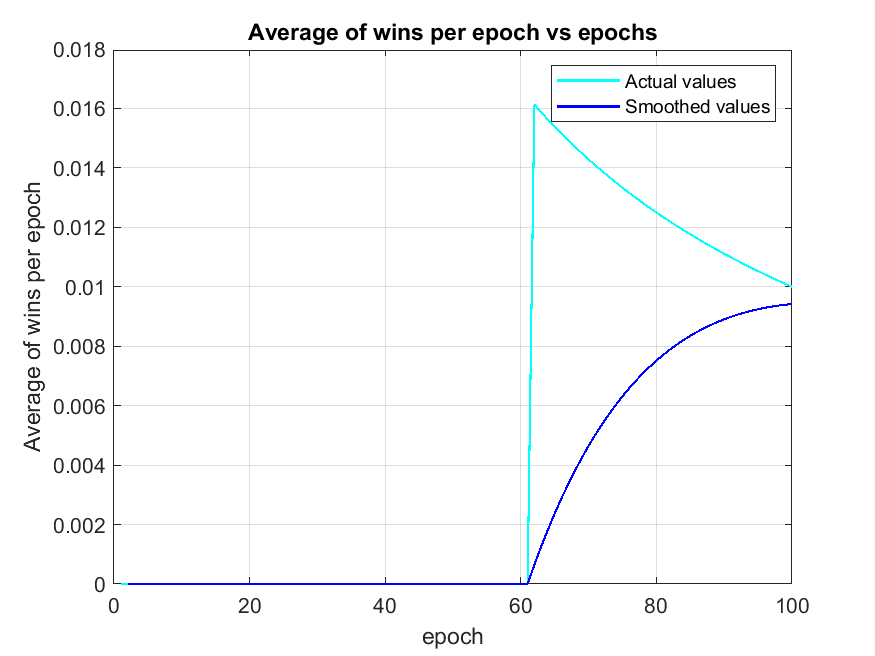 Average of wins per epoch vs epochs
Actual values
Smoothed values
Average of wins per epoch
0.018
0.016
0.014
0.012
0.01
0.008
0.006
0.004
0.002
0
0 20 40 60 80 100
epoch